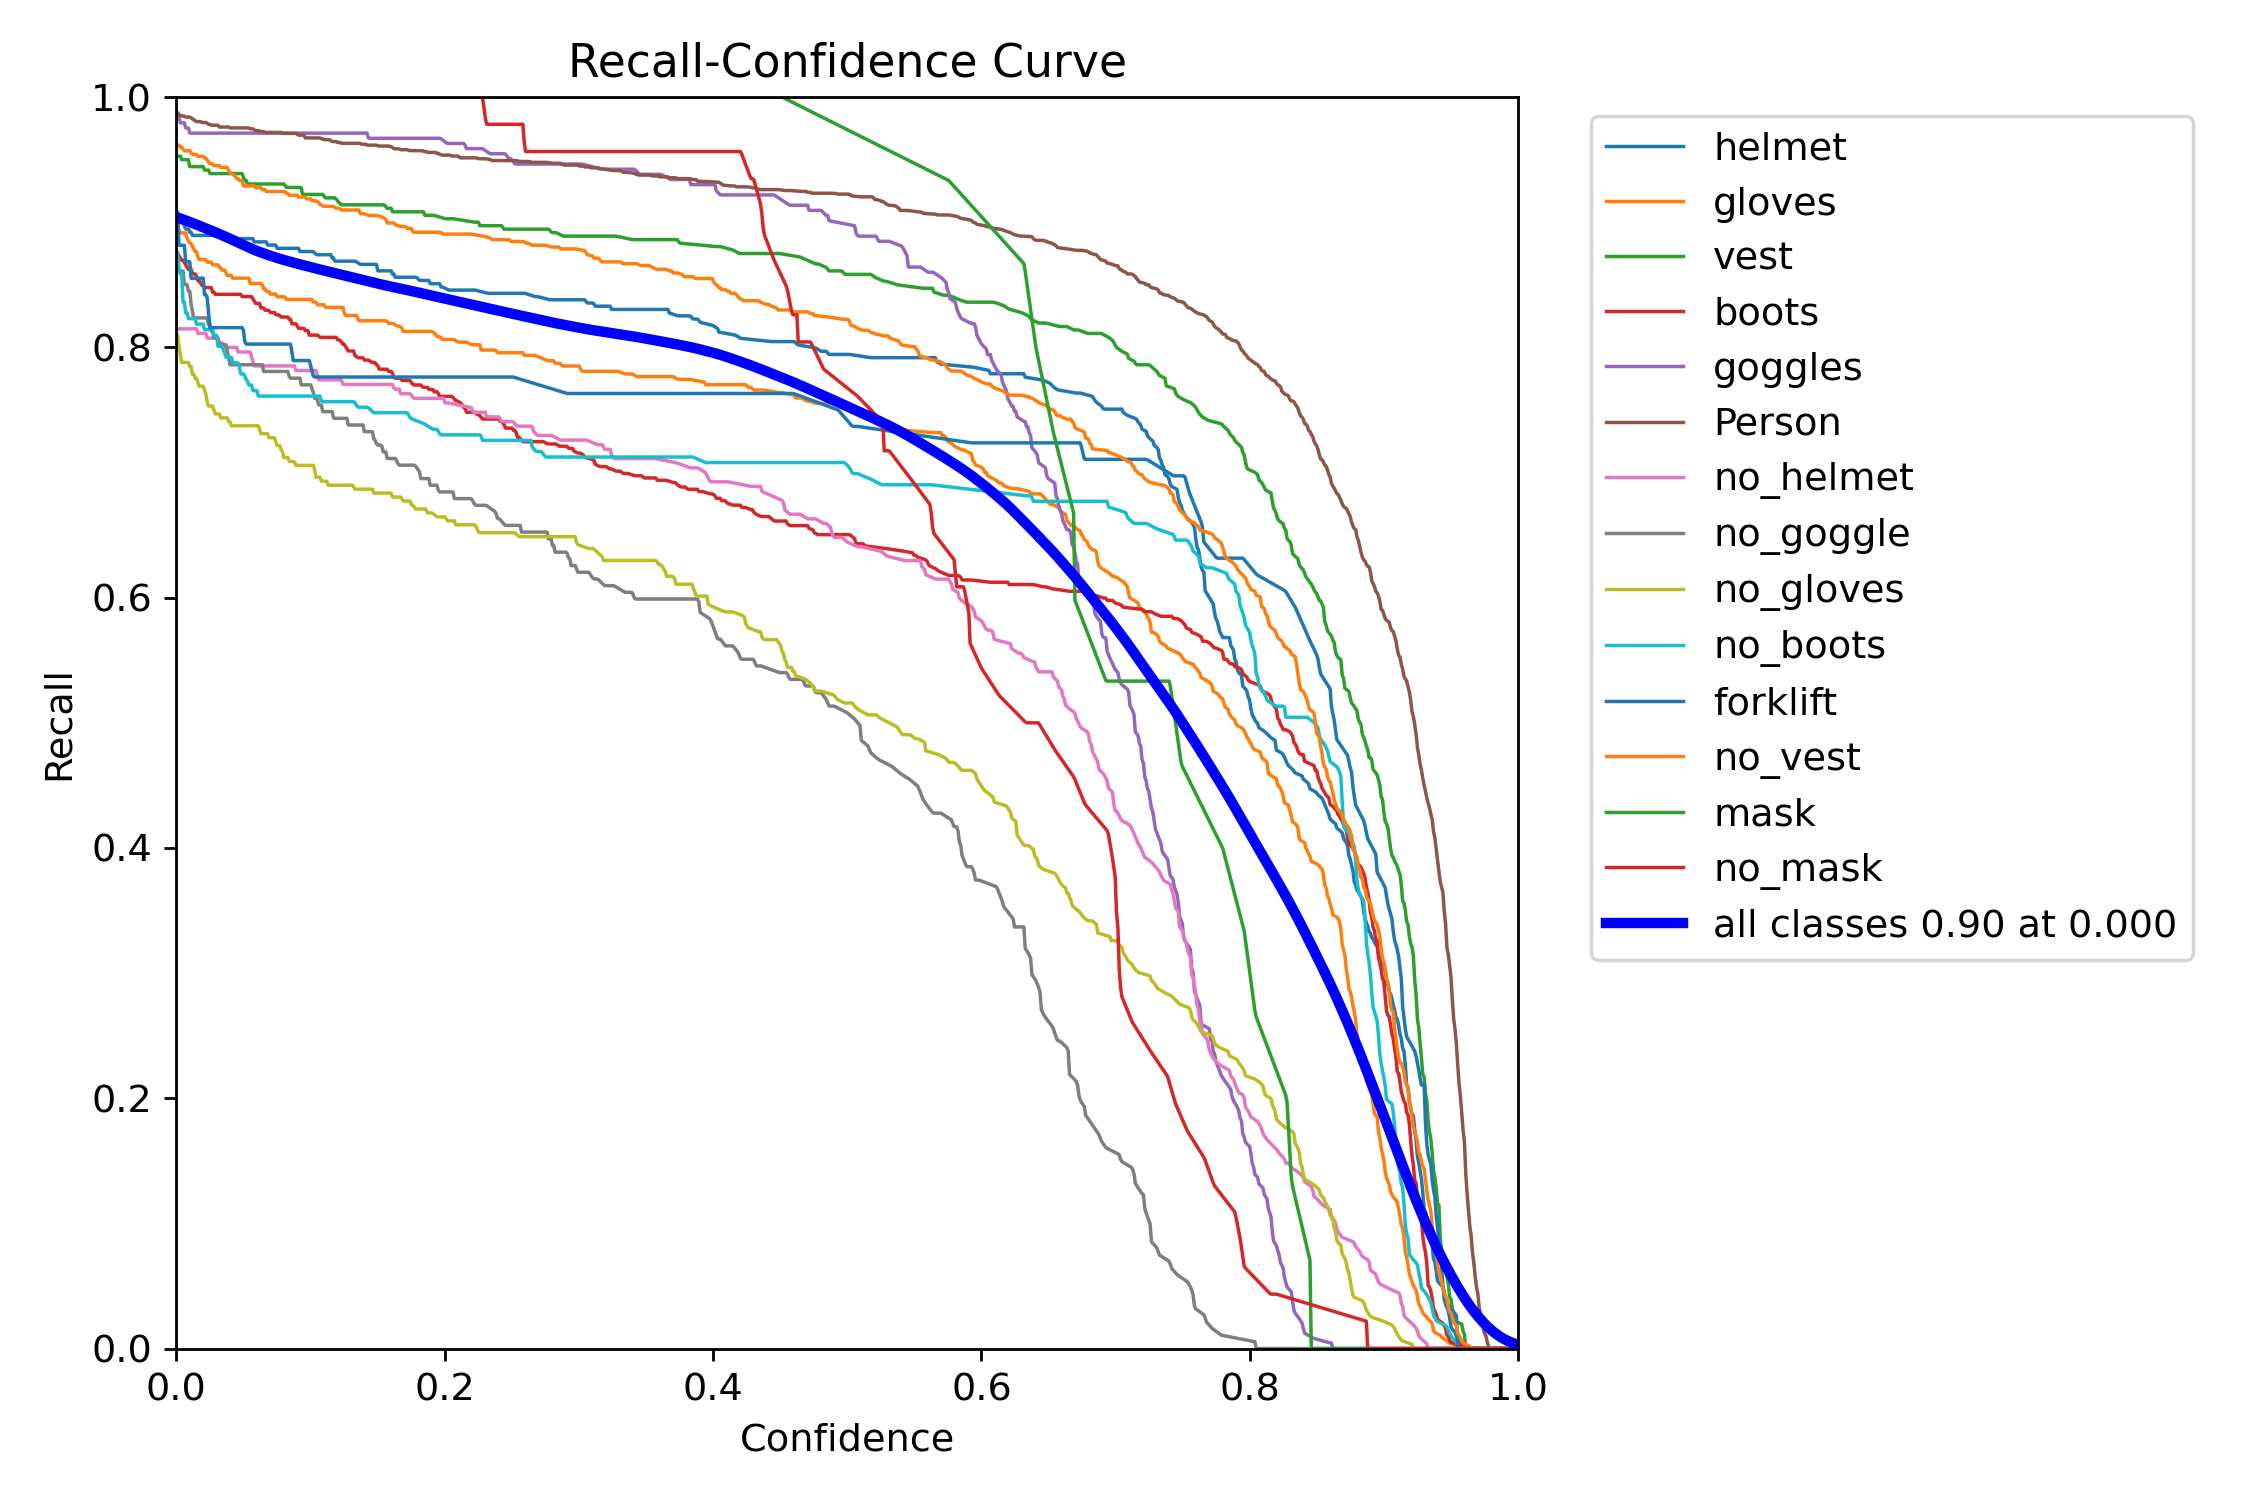 Recall-Confidence Curve
1.0
0.8
0.6
0.4
0.2
0.0
Recall
0.0 0.2 0.4 0.6 0.8 1.0
Confidence
helmet
gloves
vest
boots
goggles
Person
no_helmet
no_goggle
no_gloves
no_boots
forklift
no_vest
mask
no_mask
all classes 0.90 at 0.000